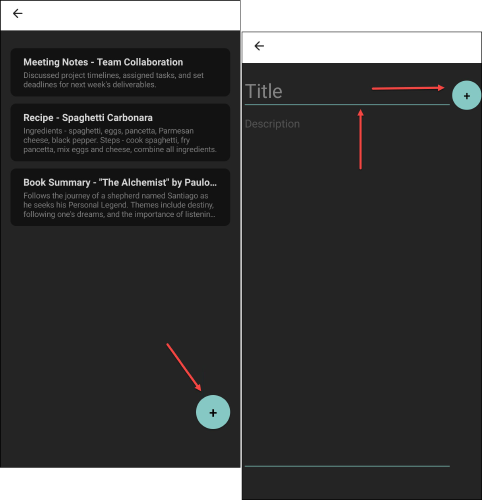 Meeting Notes - Team Collaboration
Discussed project timelines, assigned tasks, and set
deadlines for next week's deliverables.
Recipe - Spaghetti Carbonara
Ingredients - spaghetti, eggs, pancetta, Parmesan
cheese, black pepper. Steps - cook spaghetti, fry
pancetta, mix eggs and cheese, combine all ingredients.
Book Summary - "The Alchemist" by Paulo...
Follows the journey of a shepherd named Santiago as
he seeks his Personal Legend. Themes include destiny,
following one's dreams, and the importance of listenin...
+
Title
+
Description